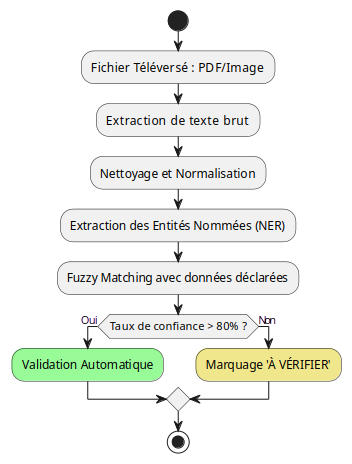 Fichier Téléversé : PDF/Image
Extraction de texte brut
Nettoyage et Normalisation
Extraction des Entités Nommées (NER)
Fuzzy Matching avec données déclarées
Taux de confiance > 80% ?
Oui
Non
Validation Automatique
Marquage 'À VÉRIFIER'